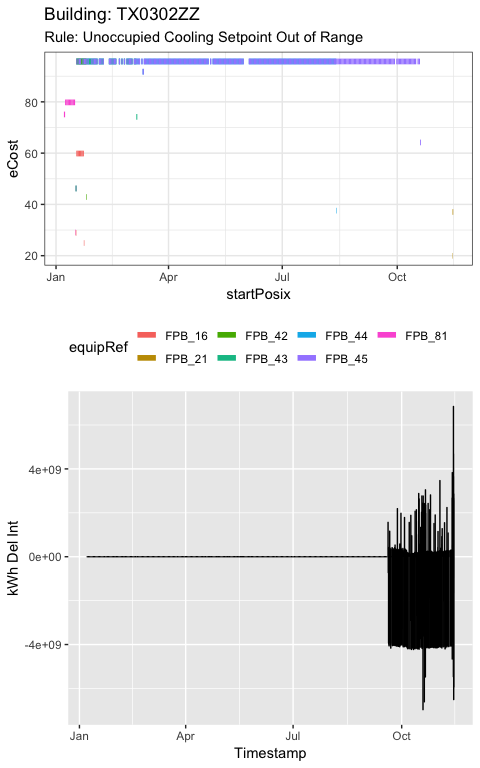 Building: TX0302ZZ
Rule: Unoccupied Cooling Setpoint Out of Range
eCost
80
60
40
20
Jan Apr Jul Oct
startPosix
equipRef
FPB_16 FPB_42 FPB_44 FPB_81
FPB_21 FPB_43 FPB_45
kWh Del Int
4e+09
0e+00
-4e+09
Jan Apr Jul Oct
Timestamp